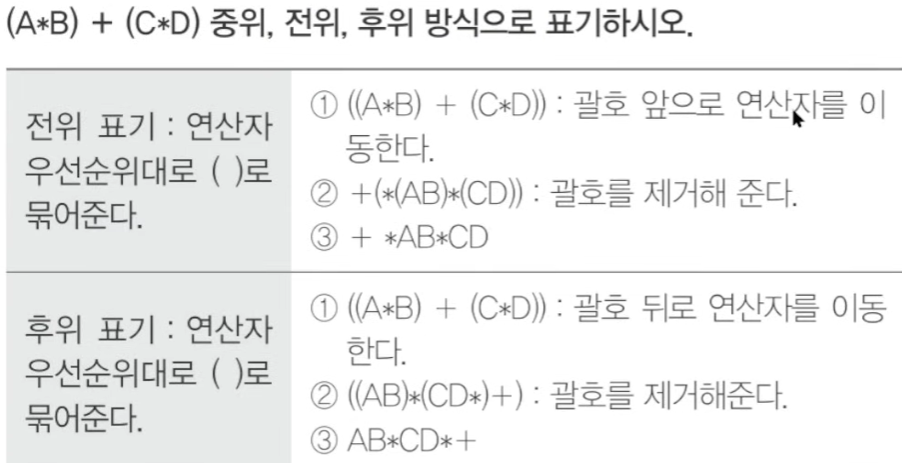 (A*B) + (C*D) 중위, 전위, 후위 방식으로 표기하시오.
전위 표기 : 연산자
우선순위대로 ( )로
묶어준다.
① ((A*B) + (C*D)) : 괄호 앞으로 연산자를 이
동한다.
② +(*(AB)*(CD)) : 괄호를 제거해 준다.
③ + *AB*CD
후위 표기 : 연산자
우선순위대로 ( )로
묶어준다.
① ((A*B) + (C*D)) : 괄호 뒤로 연산자를 이동
한다.
② ((AB)*(CD*)+) : 괄호를 제거해준다.
③ AB*CD*+